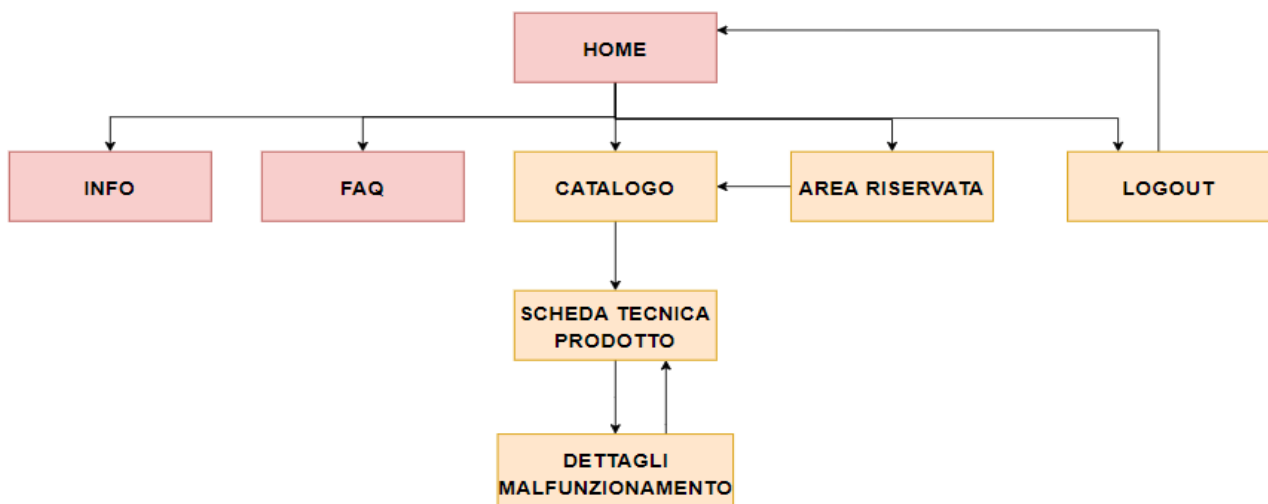 HOME
INFO
FAQ
CATALOGO
AREA RISERVATA
LOGOUT
SCHEDA TECNICA
PRODOTTO
DETTAGLI
MALFUNZIONAMENTO